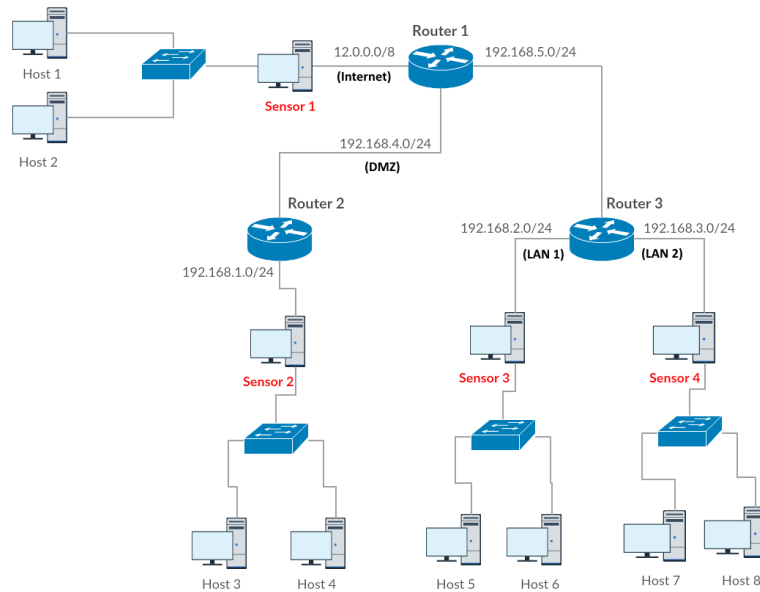 Router 1
12.0.0.0/8
192.168.5.0/24
(Internet)
Host 1
Sensor 1
Host 2
192.168.4.0/24
(DMZ)
Router 2
Router 3
192.168.2.0/24
192.168.3.0/24
(LAN 1)
(LAN 2)
192.168.1.0/24
Sensor 2
Sensor 3
Sensor 4
Host 3
Host 4
Host 5
Host 6
Host 7
Host 8